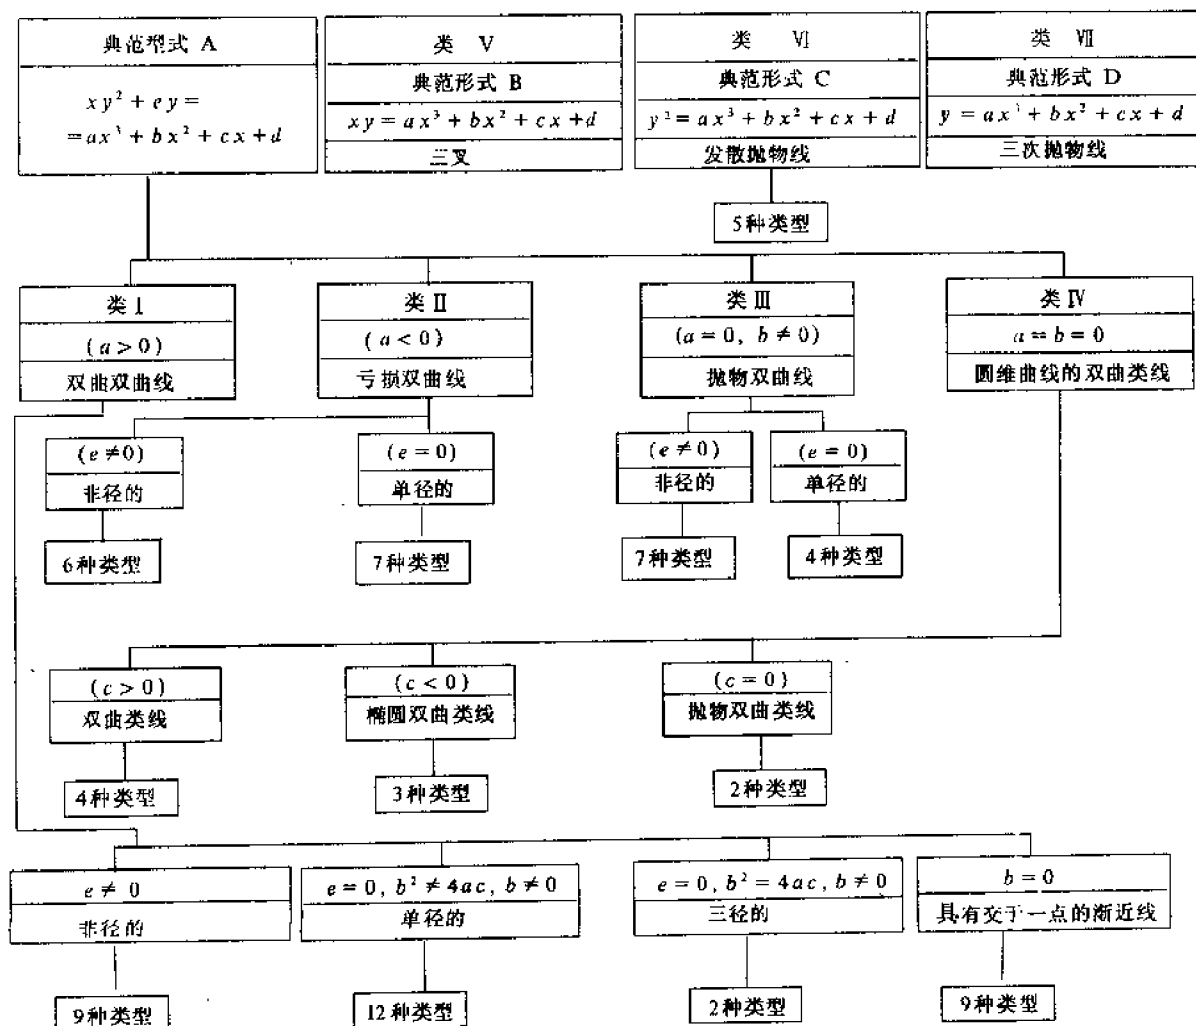 典范型式 A
xy² + ey =
= ax³ + bx² + cx + d
类 Ⅴ
典范形式 B
xy = ax³ + bx² + cx + d
三叉
类 Ⅵ
典范形式 C
y² = ax³ + bx² + cx + d
发散抛物线
类 Ⅶ
典范形式 D
y = ax³ + bx² + cx + d
三次抛物线
5种类型
类 Ⅰ
(a > 0)
双曲双曲线
类 Ⅱ
(a < 0)
亏损双曲线
类 Ⅲ
(a = 0, b ≠ 0)
抛物双曲线
类 Ⅳ
a = b = 0
圆维曲线的双曲类线
(e ≠ 0)
非径的
(e = 0)
单径的
(e ≠ 0)
非径的
(e = 0)
单径的
6种类型
7种类型
7种类型
4种类型
(c > 0)
双曲类线
(c < 0)
椭圆双曲类线
(c = 0)
抛物双曲类线
4种类型
3种类型
2种类型
e ≠ 0
非径的
e = 0, b² ≠ 4ac, b ≠ 0
单径的
e = 0, b² = 4ac, b ≠ 0
三径的
b = 0
具有交于一点的渐近线
9种类型
12种类型
2种类型
9种类型